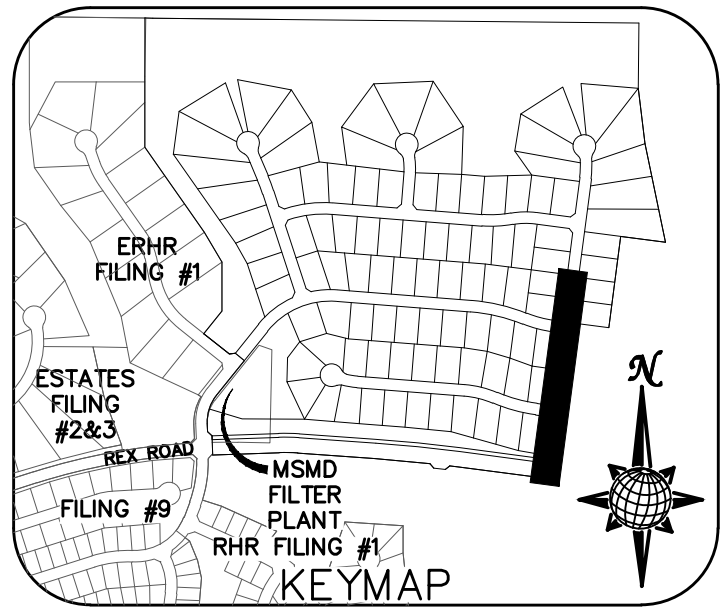 ERHR
FILING #1
N
ESTATES
FILING
#2&3
REX ROAD
MSMD
FILTER
PLANT
FILING #9
RHR FILING #1
KEYMAP